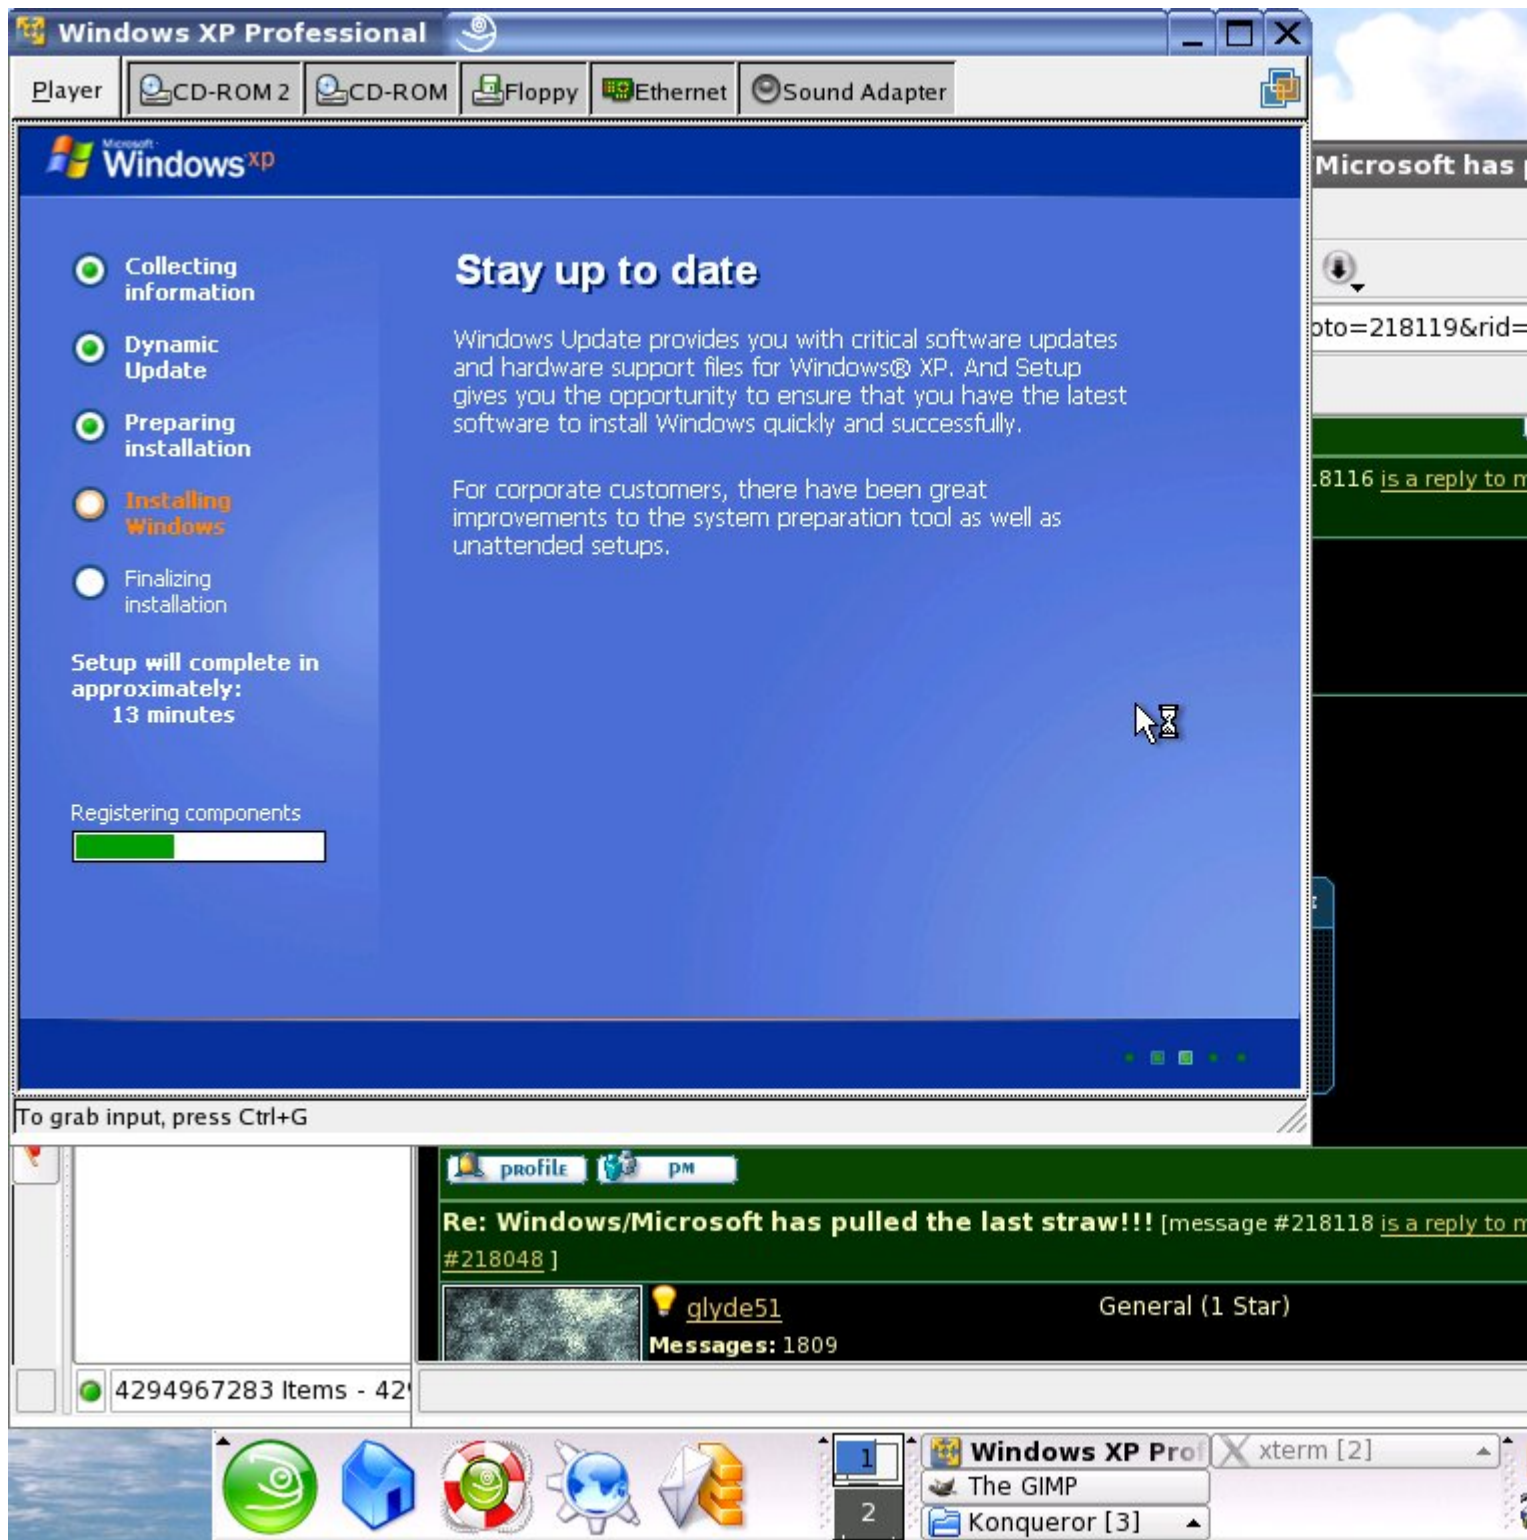 Windows XP Professional
Player
CD-ROM 2
CD-ROM
Floppy
Ethernet
Sound Adapter
Microsoft
Windows xp
Collecting
information
Dynamic
Update
Preparing
installation
Installing
Windows
Finalizing
installation
Setup will complete in
approximately:
13 minutes
Registering components
Stay up to date
Windows Update provides you with critical software updates
and hardware support files for Windows® XP. And Setup
gives you the opportunity to ensure that you have the latest
software to install Windows quickly and successfully.
For corporate customers, there have been great
improvements to the system preparation tool as well as
unattended setups.
To grab input, press Ctrl+G
Microsoft has
oto=218119&rid=
8116 is a reply to
profile
pm
Re: Windows/Microsoft has pulled the last straw!!! [message #218118 is a reply to
#218048 ]
glyde51
General (1 Star)
Messages: 1809
4294967283 Items - 42
1
2
Windows XP Prof
xterm [2]
The GIMP
Konqueror [3]